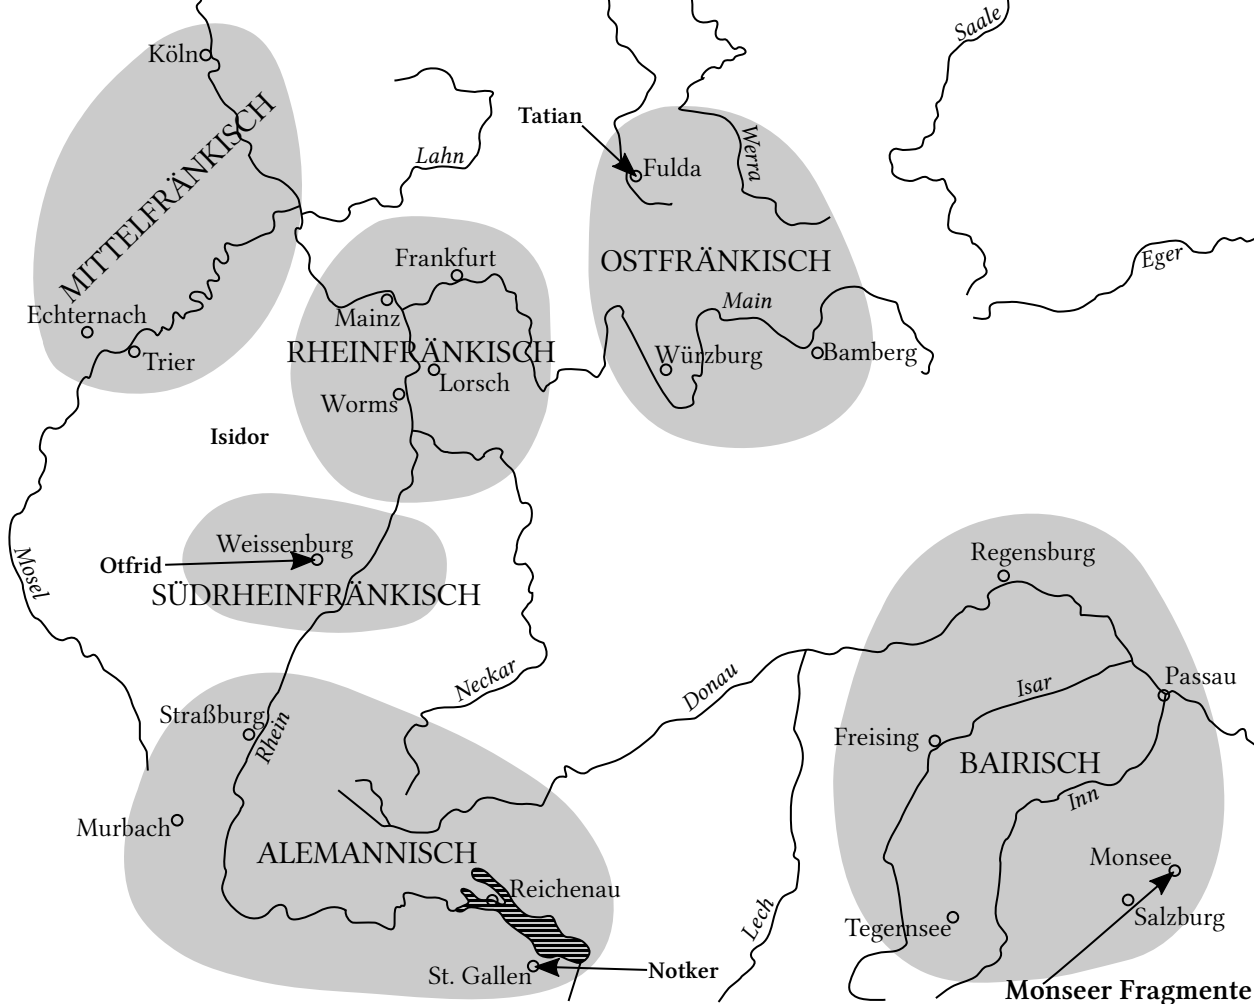 Saale
Köln
Tatian
MITTELFRÄNKISCH
Lahn
Werra
Fulda
Frankfurt
OSTFRÄNKISCH
Eger
Main
Echternach
Mainz
RHEINFRÄNKISCH
Trier
Würzburg
Bamberg
Lorsch
Worms
Isidor
Weissenburg
Otfrid
SÜDRHEINFRÄNKISCH
Mosel
Regensburg
Neckar
Donau
Isar
Passau
Straßburg
Rhein
Freising
BAIRISCH
Inn
Murbach
ALEMANNISCH
Monsee
Reichenau
Lech
Tegernsee
Salzburg
St. Gallen
Notker
Monseer Fragmente